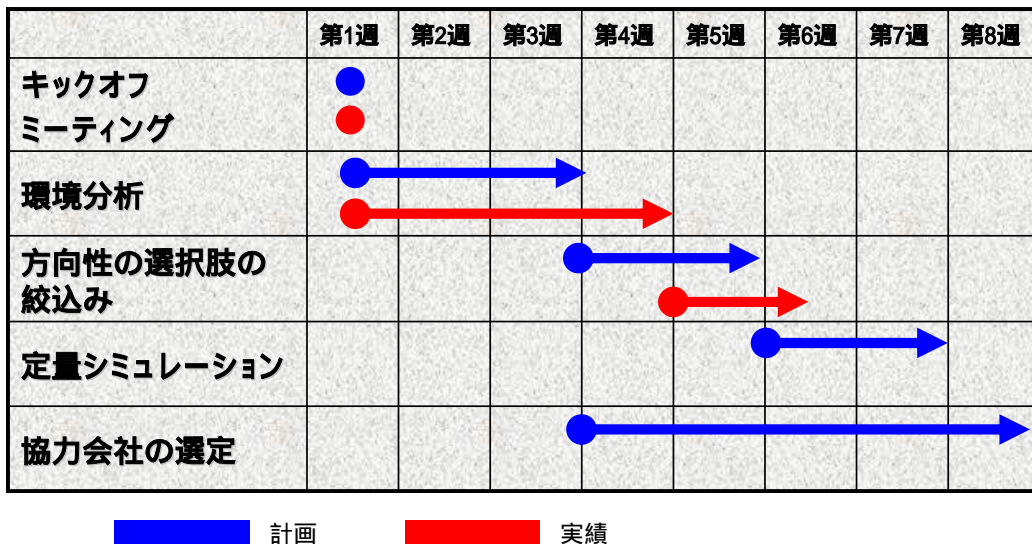 第1週 第2週 第3週 第4週 第5週 第6週 第7週 第8週
キックオフ
ミーティング
環境分析
方向性の選択肢の
絞込み
定量シミュレーション
協力会社の選定
計画 実績